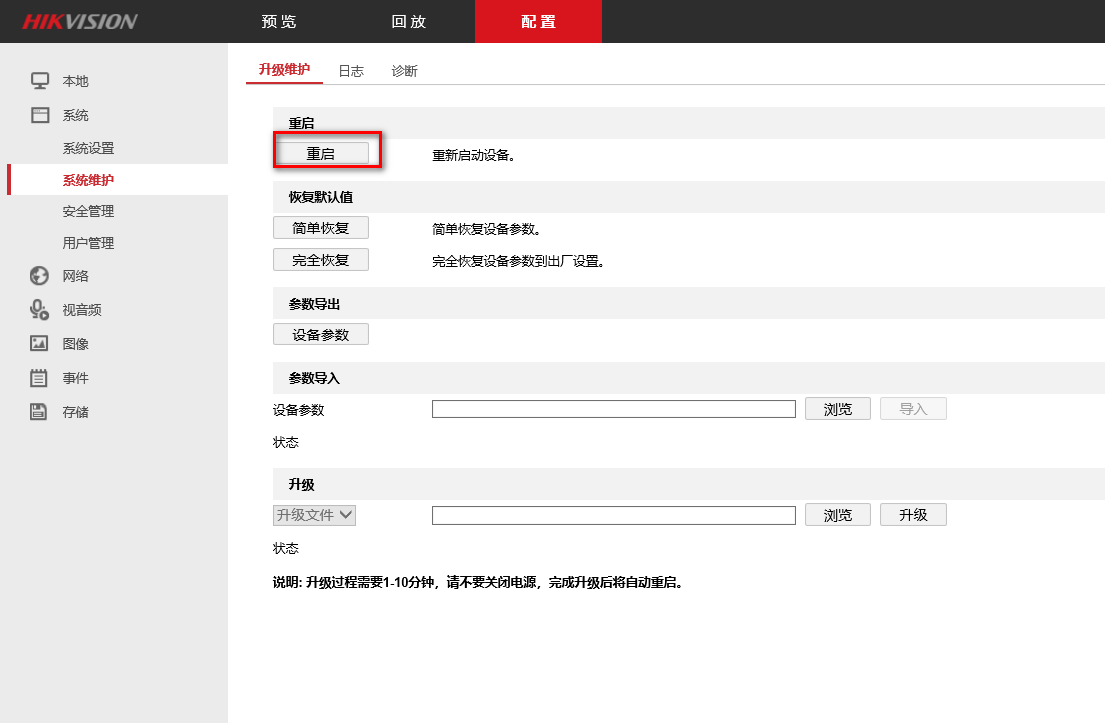 HIKVISION 预览 回放 配置
升级维护 日志 诊断
本地
系统
系统设置
系统维护
安全管理
用户管理
网络
视音频
图像
事件
存储
重启
重启 重新启动设备。
恢复默认值
简单恢复 简单恢复设备参数。
完全恢复 完全恢复设备参数到出厂设置。
参数导出
设备参数
参数导入
设备参数 浏览 导入
状态
升级
升级文件 浏览 升级
状态
说明: 升级过程需要1-10分钟，请不要关闭电源，完成升级后将自动重启。